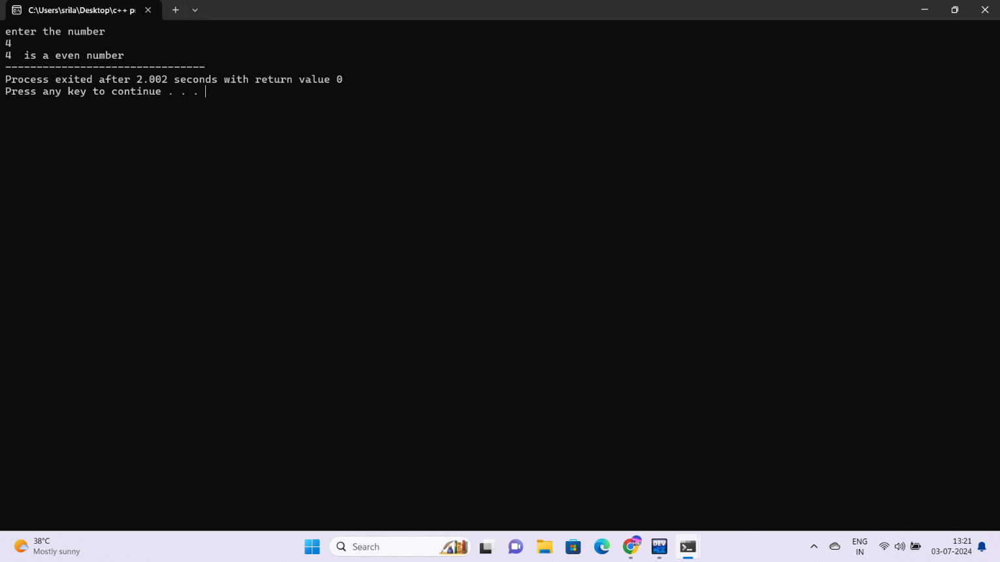 C:\Users\srila\Desktop\c++ p
enter the number
4
4  is a even number
--------------------------------
Process exited after 2.002 seconds with return value 0
Press any key to continue . . .
38°C
Mostly sunny
Search
DEV
C++
ENG
IN
13:21
03-07-2024